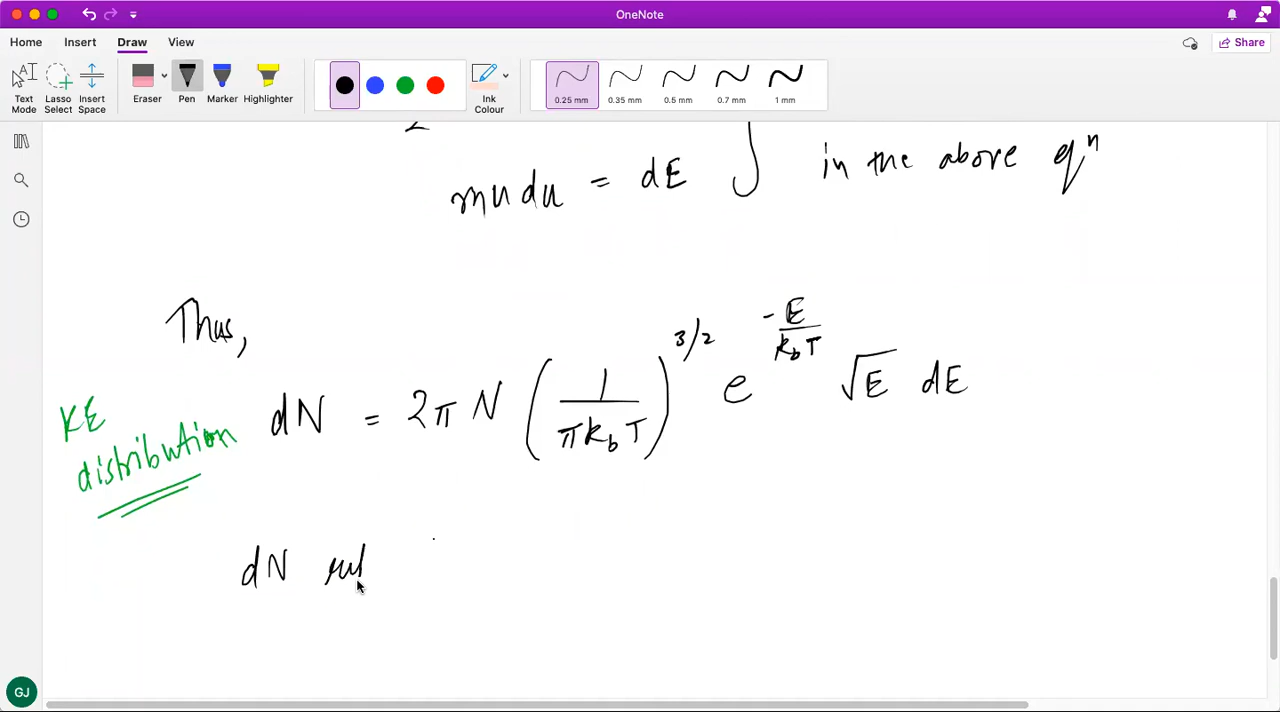 OneNote
Home Insert Draw View
Share
Text Mode
Lasso Select
Insert Space
Eraser
Pen
Marker
Highlighter
Ink Colour
0.25 mm
0.35 mm
0.5 mm
0.7 mm
1 mm
2
mudu = dE } in the above qⁿ
Thus,
KE distribution
dN = 2π N (1/(πk_bT))^3/2 e^(-E/(k_bT)) √E dE
dN
GJ